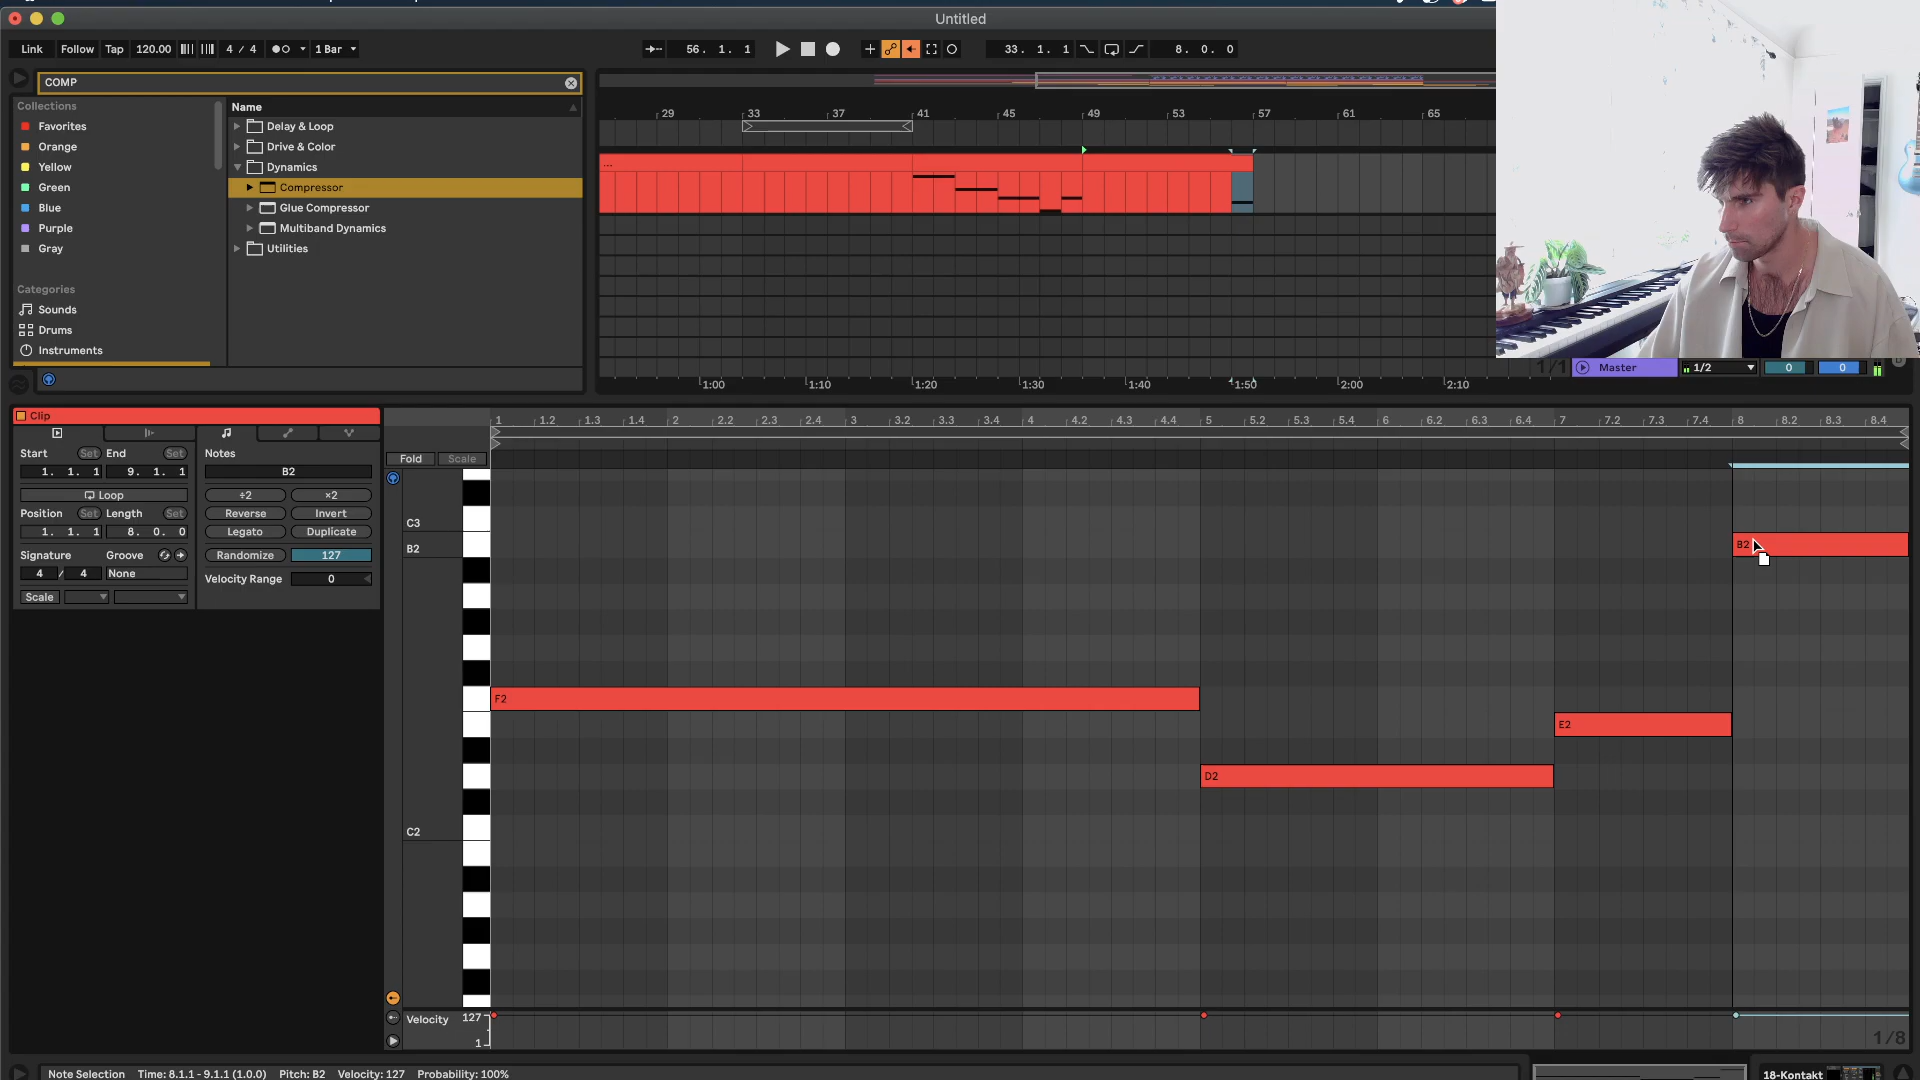 Untitled
Link Follow Tap 120.00 4 / 4 1 Bar 56. 1. 1 33. 1. 1 8. 0. 0
COMP
Collections
Favorites
Orange
Yellow
Green
Blue
Purple
Gray
Categories
Sounds
Drums
Instruments
Name
Delay & Loop
Drive & Color
Dynamics
Compressor
Glue Compressor
Multiband Dynamics
Utilities
29 33 37 41 45 49 53 57 61 65
...
1:00 1:10 1:20 1:30 1:40 1:50 2:00 2:10
1/1 Master 1/2 0 0
Clip
Start Set End Set
1. 1. 1 9. 1. 1
Loop
Position Set Length Set
1. 1. 1 8. 0. 0
Signature Groove
4 / 4 None
Scale
Notes
B2
÷2 ×2
Reverse Invert
Legato Duplicate
Randomize 127
Velocity Range 0
1 1.2 1.3 1.4 2 2.2 2.3 2.4 3 3.2 3.3 3.4 4 4.2 4.3 4.4 5 5.2 5.3 5.4 6 6.2 6.3 6.4 7 7.2 7.3 7.4 8 8.2 8.3 8.4
Fold Scale
C3
B2
C2
B2
F2
E2
D2
Velocity 127
1
1/8
Note Selection Time: 8.1.1 - 9.1.1 (1.0.0) Pitch: B2 Velocity: 127 Probability: 100%
18-Kontakt